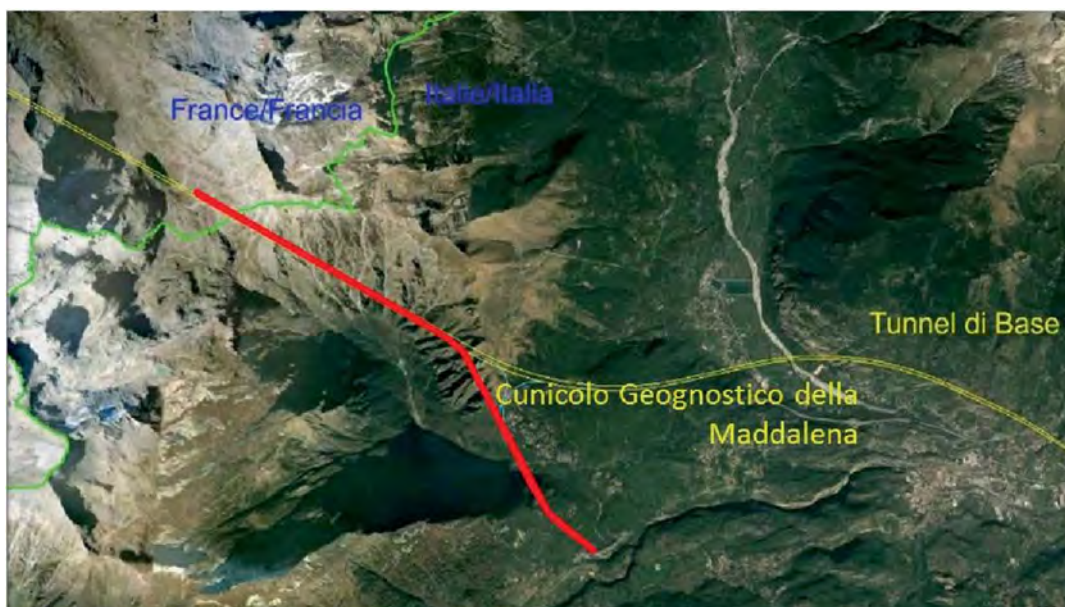 France/Francia
Italie/Italia
Tunnel di Base
Cunicolo Geognostico della
Maddalena